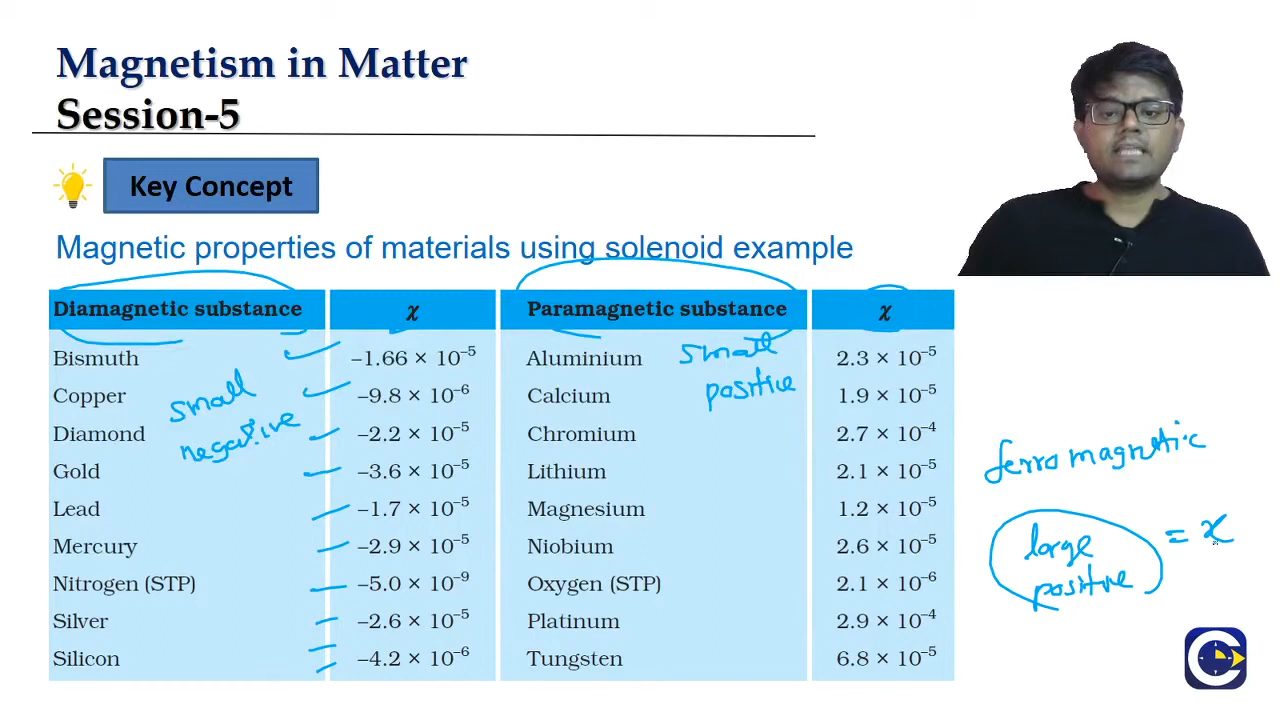 Magnetism in Matter
Session-5
Key Concept
Magnetic properties of materials using solenoid example
Diamagnetic substance χ Paramagnetic substance χ
Bismuth –1.66 × 10⁻⁵ Aluminium 2.3 × 10⁻⁵
Copper –9.8 × 10⁻⁶ Calcium 1.9 × 10⁻⁵
Diamond –2.2 × 10⁻⁵ Chromium 2.7 × 10⁻⁴
Gold –3.6 × 10⁻⁵ Lithium 2.1 × 10⁻⁵
Lead –1.7 × 10⁻⁵ Magnesium 1.2 × 10⁻⁵
Mercury –2.9 × 10⁻⁵ Niobium 2.6 × 10⁻⁵
Nitrogen (STP) –5.0 × 10⁻⁹ Oxygen (STP) 2.1 × 10⁻⁶
Silver –2.6 × 10⁻⁵ Platinum 2.9 × 10⁻⁴
Silicon –4.2 × 10⁻⁶ Tungsten 6.8 × 10⁻⁵
small
negative
small
positive
ferromagnetic
large = χ
positive